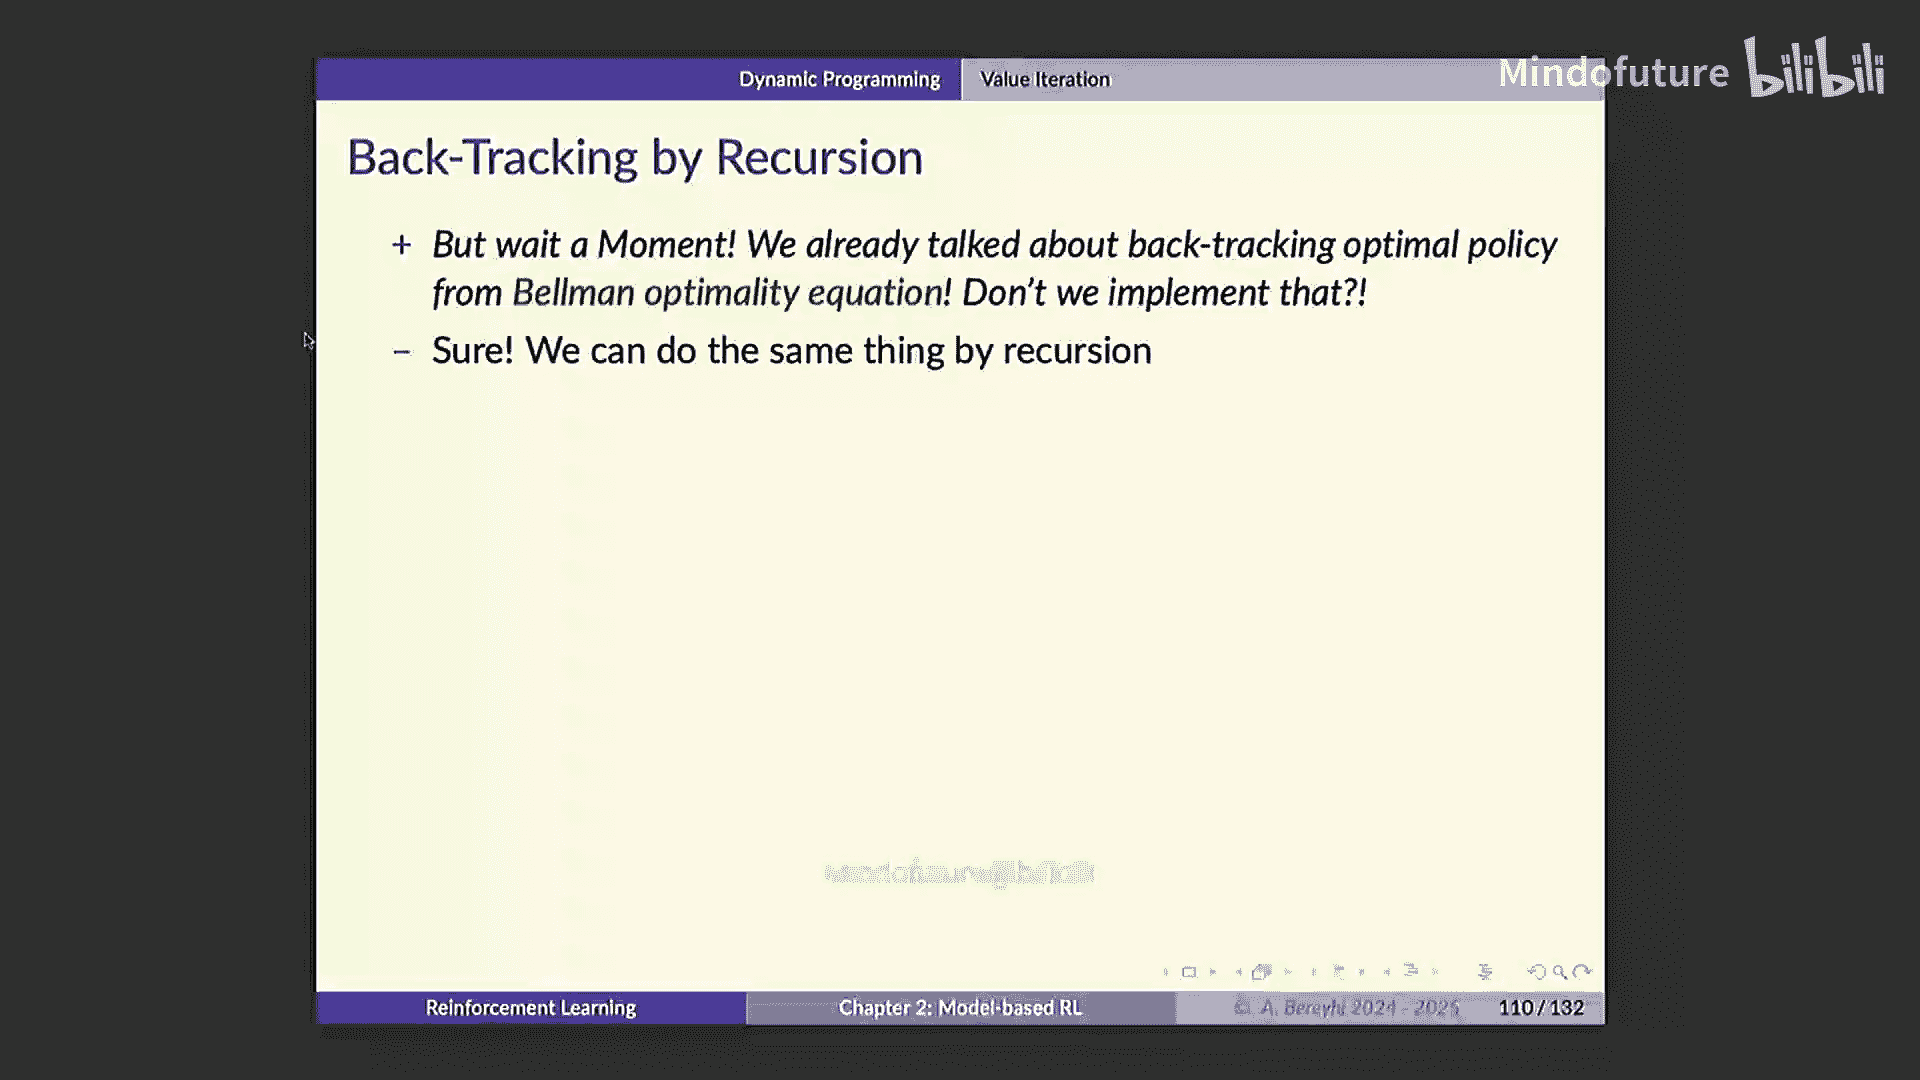 Mindofuture bilibili
Dynamic Programming Value Iteration
Back-Tracking by Recursion
+ But wait a Moment! We already talked about back-tracking optimal policy
from Bellman optimality equation! Don't we implement that?!
– Sure! We can do the same thing by recursion
Reinforcement Learning Chapter 2: Model-based RL © A. Bereyhi 2024 - 2025 110 / 132